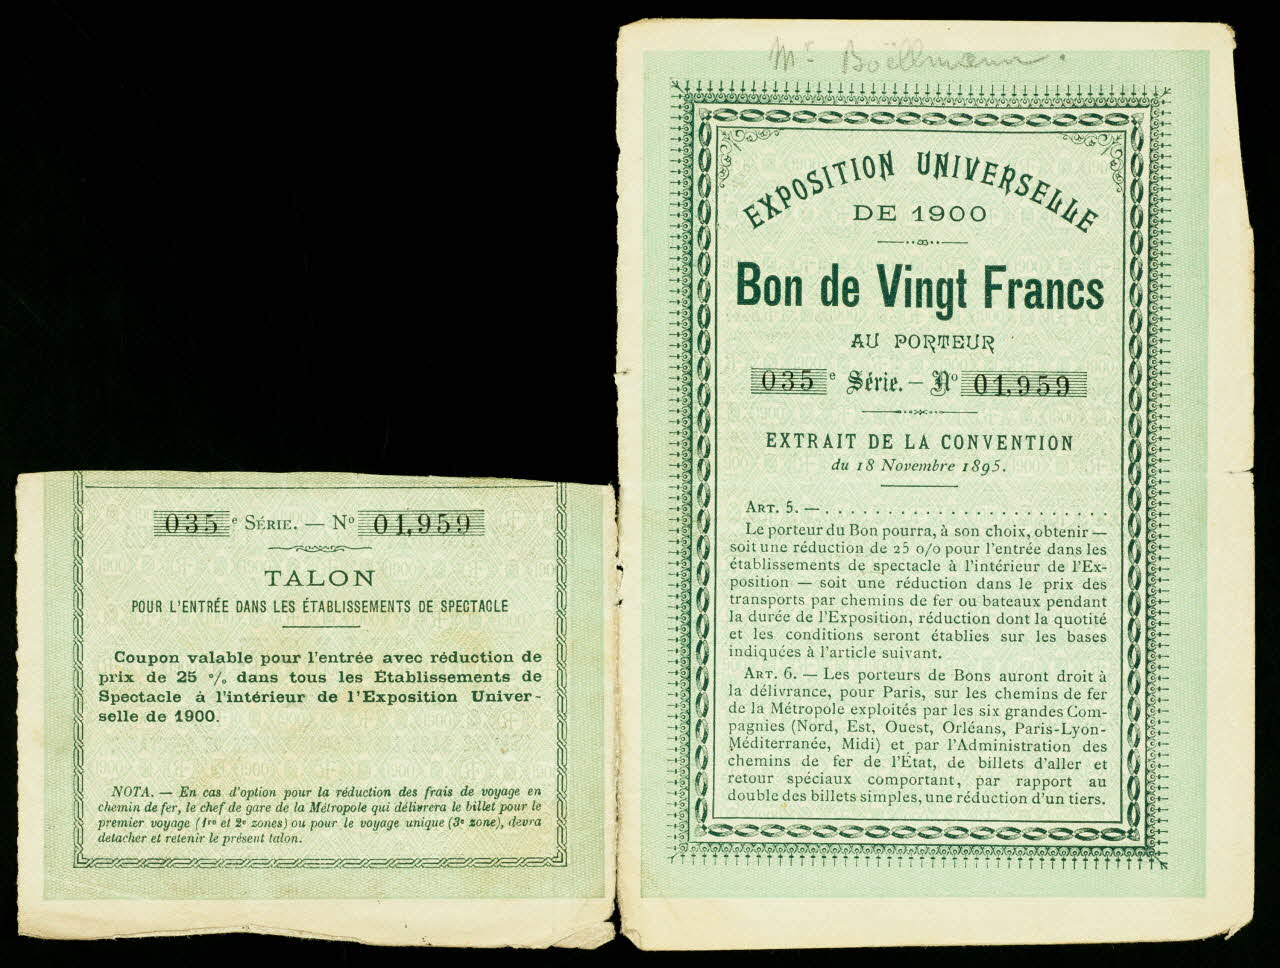 035e SÉRIE. — No 01,959
TALON
POUR L'ENTRÉE DANS LES ÉTABLISSEMENTS DE SPECTACLE
Coupon valable pour l'entrée avec réduction de
prix de 25 % dans tous les Établissements de
Spectacle à l'intérieur de l'Exposition Univer-
selle de 1900.
NOTA. — En cas d'option pour la réduction des frais de voyage en
chemin de fer, le chef de gare de la Métropole qui délivrera le billet pour le
premier voyage (1re et 2e zones) ou pour le voyage unique (3e zone), devra
detacher et retenir le présent talon.
Mr Boëllmann.
EXPOSITION UNIVERSELLE
DE 1900
Bon de Vingt Francs
AU PORTEUR
035e Série. — No 01,959
EXTRAIT DE LA CONVENTION
du 18 Novembre 1895.
ART. 5. — . . . . . . . . . . . . . . . . . . . . . . .
Le porteur du Bon pourra, à son choix, obtenir —
soit une réduction de 25 o/o pour l'entrée dans les
établissements de spectacle à l'intérieur de l'Ex-
position — soit une réduction dans le prix des
transports par chemins de fer ou bateaux pendant
la durée de l'Exposition, réduction dont la quotité
et les conditions seront établies sur les bases
indiquées à l'article suivant.
ART. 6. — Les porteurs de Bons auront droit à
la délivrance, pour Paris, sur les chemins de fer
de la Métropole exploités par les six grandes Com-
pagnies (Nord, Est, Ouest, Orléans, Paris-Lyon-
Méditerranée, Midi) et par l'Administration des
chemins de fer de l'État, de billets d'aller et
retour spéciaux comportant, par rapport au
double des billets simples, une réduction d'un tiers.